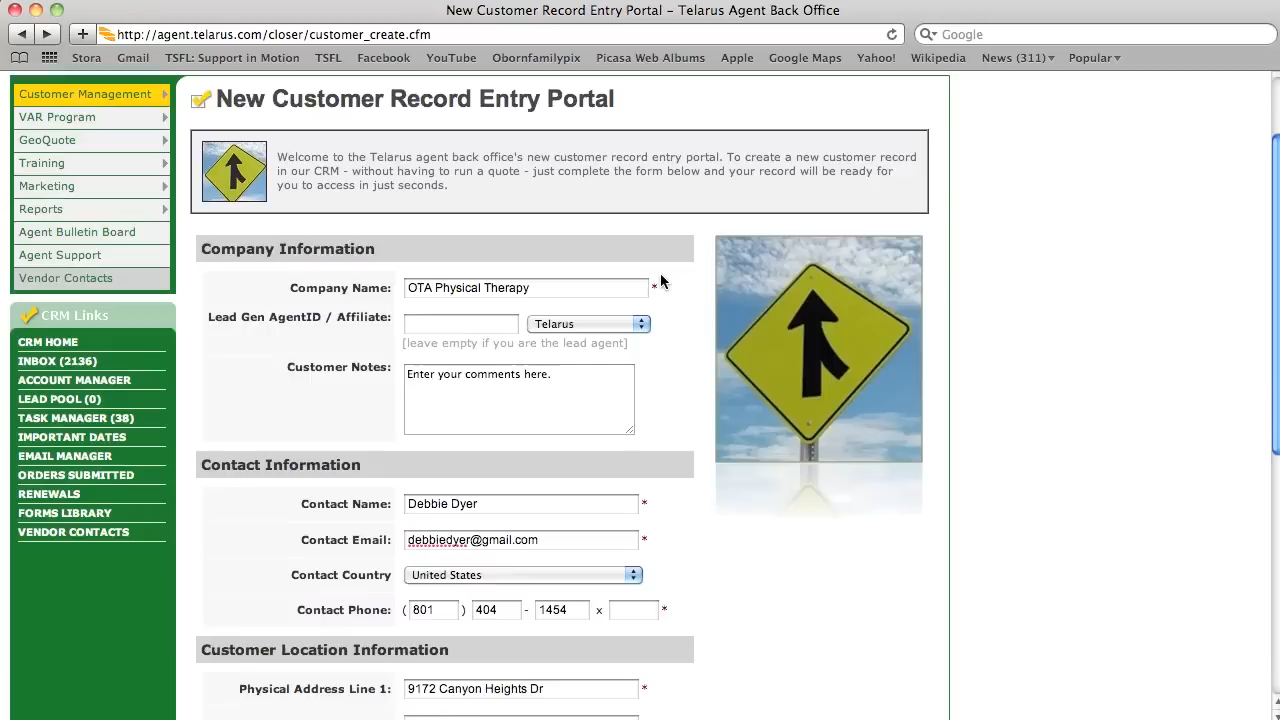 New Customer Record Entry Portal – Telarus Agent Back Office
http://agent.telarus.com/closer/customer_create.cfm
Google
Stora Gmail TSFL: Support in Motion TSFL Facebook YouTube Obornfamilypix Picasa Web Albums Apple Google Maps Yahoo! Wikipedia News (311) Popular
Customer Management
VAR Program
GeoQuote
Training
Marketing
Reports
Agent Bulletin Board
Agent Support
Vendor Contacts
CRM Links
CRM HOME
INBOX (2136)
ACCOUNT MANAGER
LEAD POOL (0)
TASK MANAGER (38)
IMPORTANT DATES
EMAIL MANAGER
ORDERS SUBMITTED
RENEWALS
FORMS LIBRARY
VENDOR CONTACTS
New Customer Record Entry Portal
Welcome to the Telarus agent back office's new customer record entry portal. To create a new customer record
in our CRM - without having to run a quote - just complete the form below and your record will be ready for
you to access in just seconds.
Company Information
Company Name: OTA Physical Therapy *
Lead Gen AgentID / Affiliate: Telarus
[leave empty if you are the lead agent]
Customer Notes: Enter your comments here.
Contact Information
Contact Name: Debbie Dyer *
Contact Email: debbiedyer@gmail.com *
Contact Country United States
Contact Phone: ( 801 ) 404 - 1454 x *
Customer Location Information
Physical Address Line 1: 9172 Canyon Heights Dr *